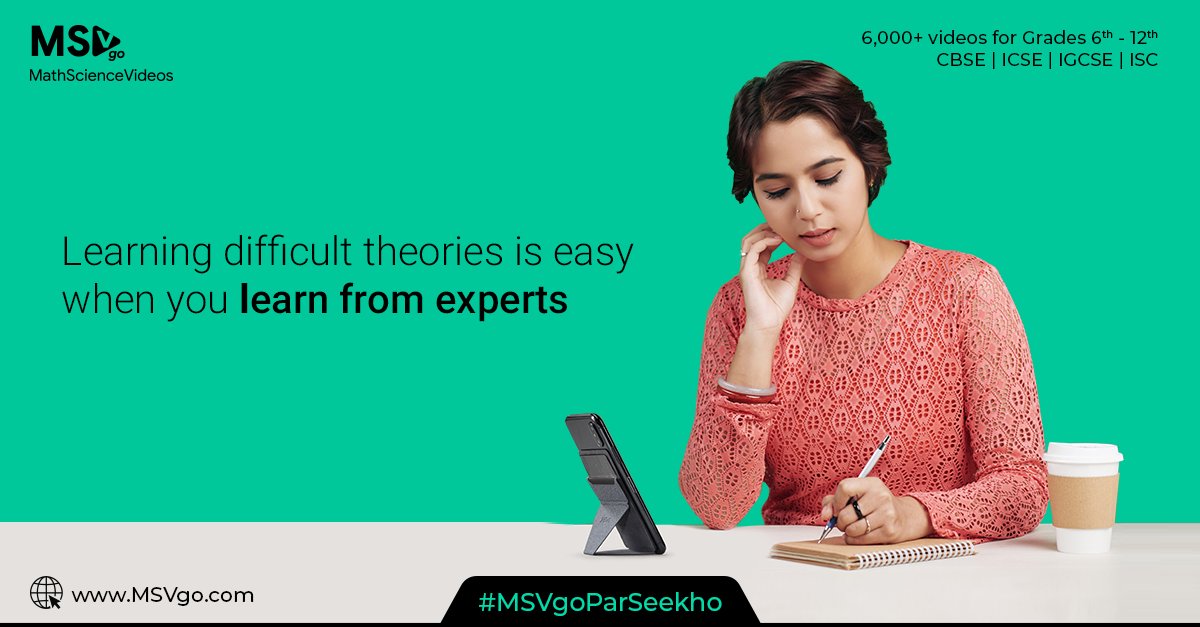 MSVgo
MathScienceVideos
6,000+ videos for Grades 6th - 12th
CBSE | ICSE | IGCSE | ISC
Learning difficult theories is easy
when you learn from experts
www.MSVgo.com
#MSVgoParSeekho